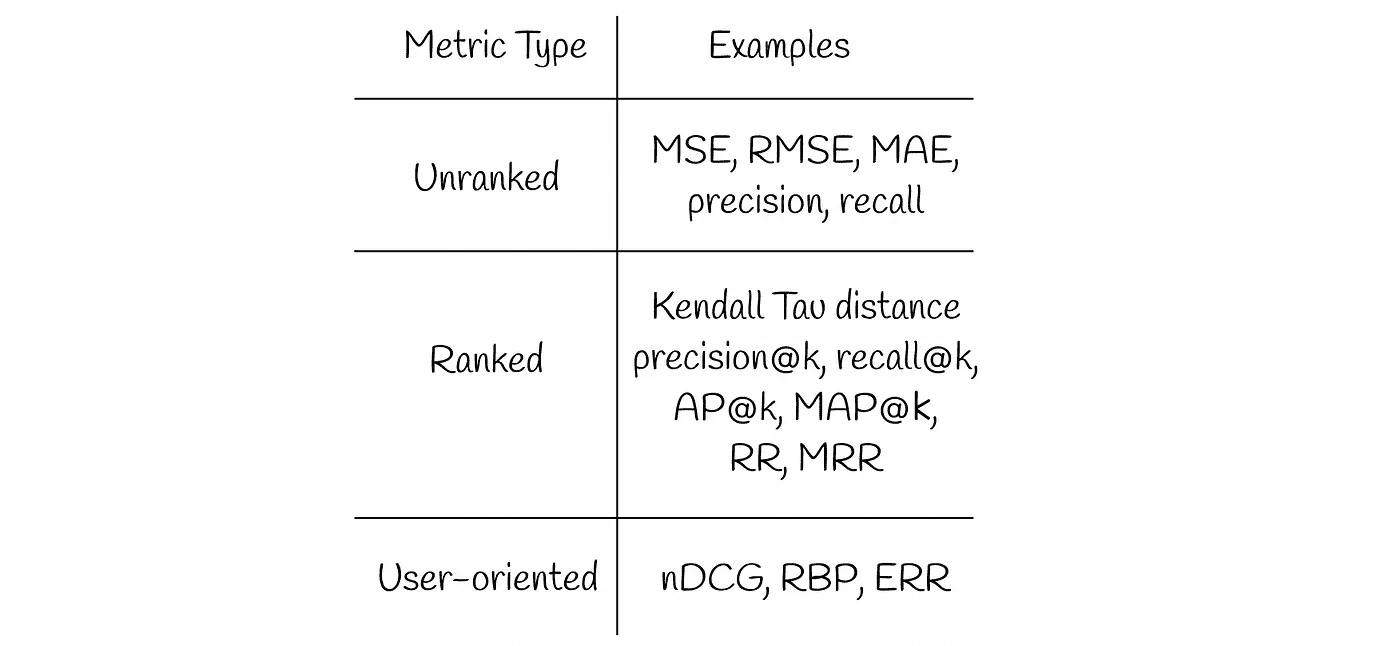 Metric Type
Examples
Unranked
MSE, RMSE, MAE,
precision, recall
Ranked
Kendall Tau distance
precision@k, recall@k,
AP@k, MAP@k,
RR, MRR
User-oriented
nDCG, RBP, ERR